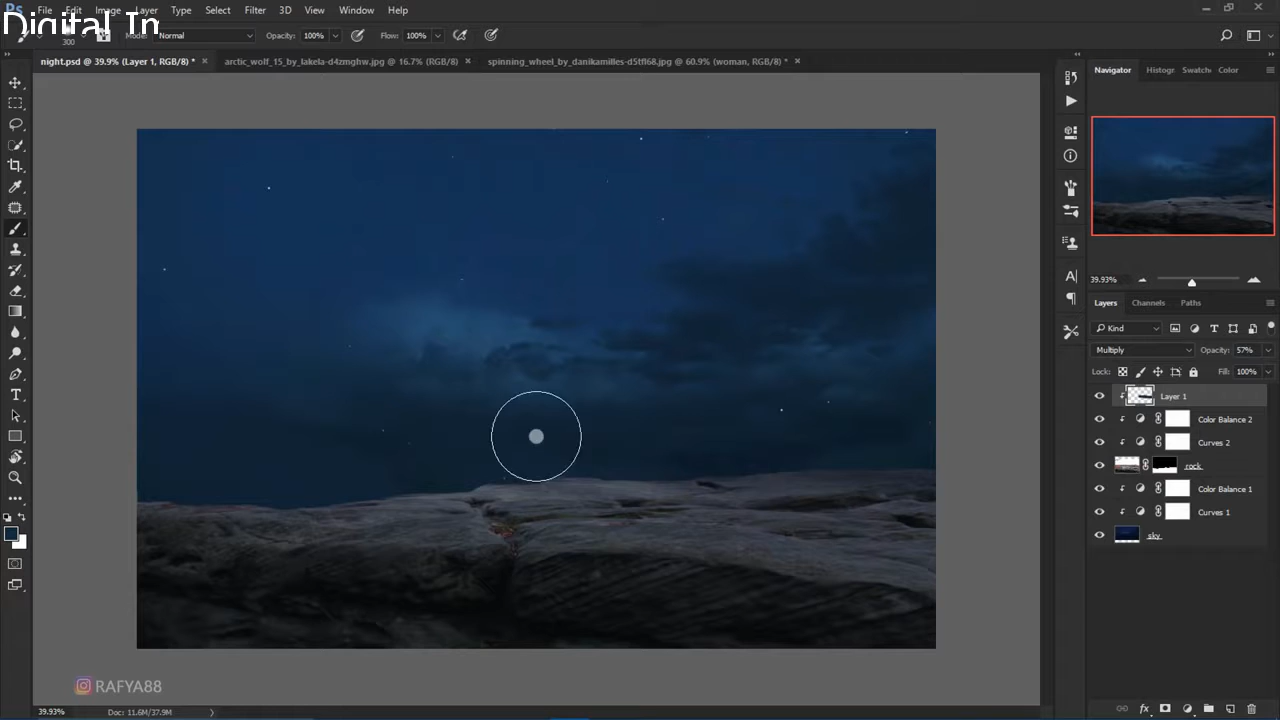 Ps File Edit Image Layer Type Select Filter 3D View Window Help
Digital Im
300 Mode: Normal Opacity: 100% Flow: 100%
night.psd @ 39.9% (Layer 1, RGB/8) * × arctic_wolf_15_by_lakela-d4zmghw.jpg @ 16.7% (RGB/8) × spinning_wheel_by_danikamilles-d5tfl68.jpg @ 60.9% (woman, RGB/8) * ×
Navigator Histogr Swatch Color
39.93%
Layers Channels Paths
Kind
Multiply Opacity: 57%
Lock: Fill: 100%
Layer 1
Color Balance 2
Curves 2
rock
Color Balance 1
Curves 1
sky
RAFYA88
39.93% Doc: 11.6M/37.9M